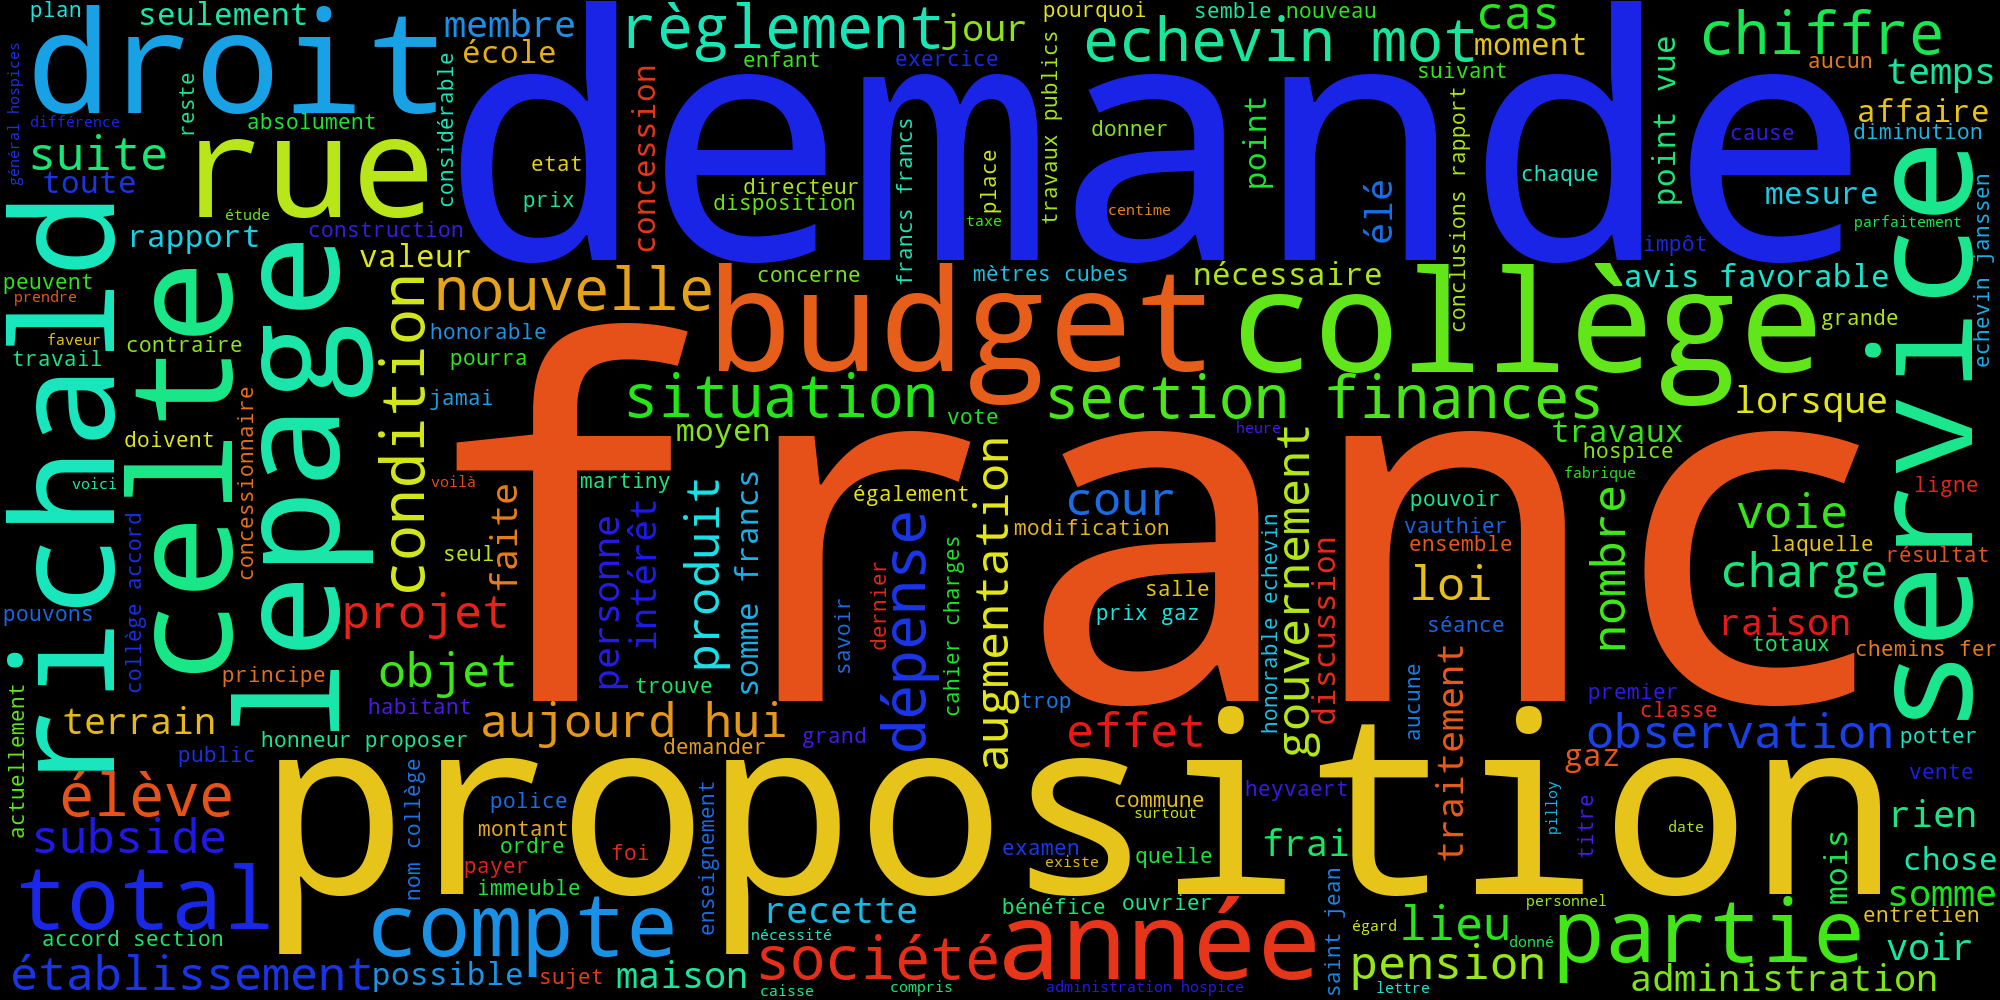 plan
seulement
droit
membre
école
règlement
jour
pourquoi
semble
nouveau
echevin mot
cas
moment
chiffre
aucun
temps
général hospices
différence
reste
absolument
considérable
demande
enfant
exercice
concession
travaux publics
suivant
point vue
affaire
diminution
suite
toute
rue
étude
etat
prix
directeur
disposition
francs francs
place
taxe
donner
centime
point
élé
conclusions rapport
chaque
cause
mesure
parfaitement
impôt
echevin janssen
service
richald
celte
lepage
rapport
construction
valeur
condition
peuvent
prendre
faveur
travail
contraire
nouvelle
honorable
pourra
jamai
budget
concerne
mètres cubes
nécessaire
collège
avis favorable
grande
situation
section finances
lorsque
moyen
vote
heure
travaux
hospice
fabrique
doivent
concessionnaire
voici
voilà
franc
martiny
également
cour
modification
pouvoir
vauthier
ensemble
voie
laquelle
ligne
résultat
collège accord
seul
faite
personne
intérêt
produit
somme francs
savoir
dernier
dépense
cahier charges
augmentation
salle
prix gaz
honorable echevin
gouvernement
discussion
loi
séance
nombre
charge
raison
totaux
chemins fer
pouvons
projet
objet
principe
trouve
habitant
trop
aucune
traitement
premier
classe
actuellement
terrain
public
honneur proposer
aujourd hui
demander
grand
effet
observation
gaz
potter
vente
élève
proposition
nom collège
police
montant
ordre
payer
immeuble
foi
enseignement
commune
surtout
examen
existe
quelle
heyvaert
frai
pilloy
titre
date
rien
mois
chose
subside
total
compte
recette
nécessité
bénéfice
ouvrier
saint jean
égard
lieu
personnel
donné
partie
somme
entretien
accord section
établissement
possible
sujet
maison
société
caisse
compris
année
administration hospice
pension
lettre
administration
voir